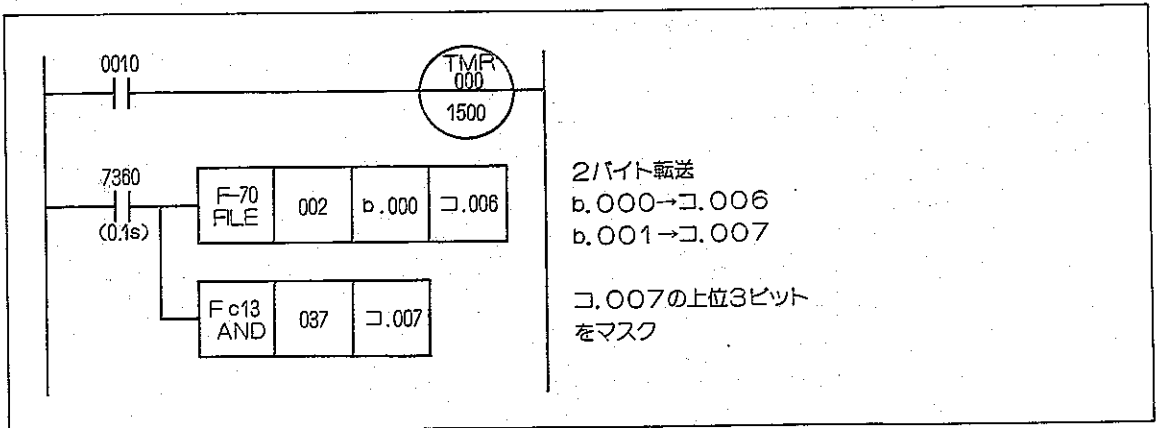 0010
TMR
000
1500
7360
(0.1s)
F-70
FILE
002
b.000
コ.006
2バイト転送
b.000→コ.006
b.001→コ.007
Fc13
AND
037
コ.007
コ.007の上位3ビット
をマスク